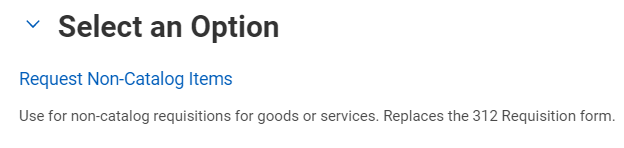 Select an Option
Request Non-Catalog Items
Use for non-catalog requisitions for goods or services. Replaces the 312 Requisition form.